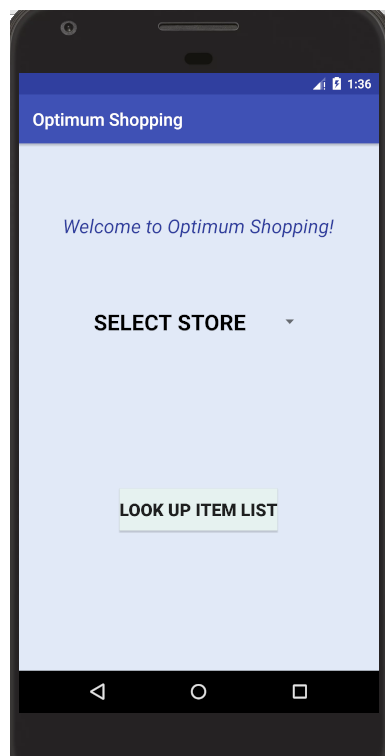 1:36
Optimum Shopping
Welcome to Optimum Shopping!
SELECT STORE
LOOK UP ITEM LIST